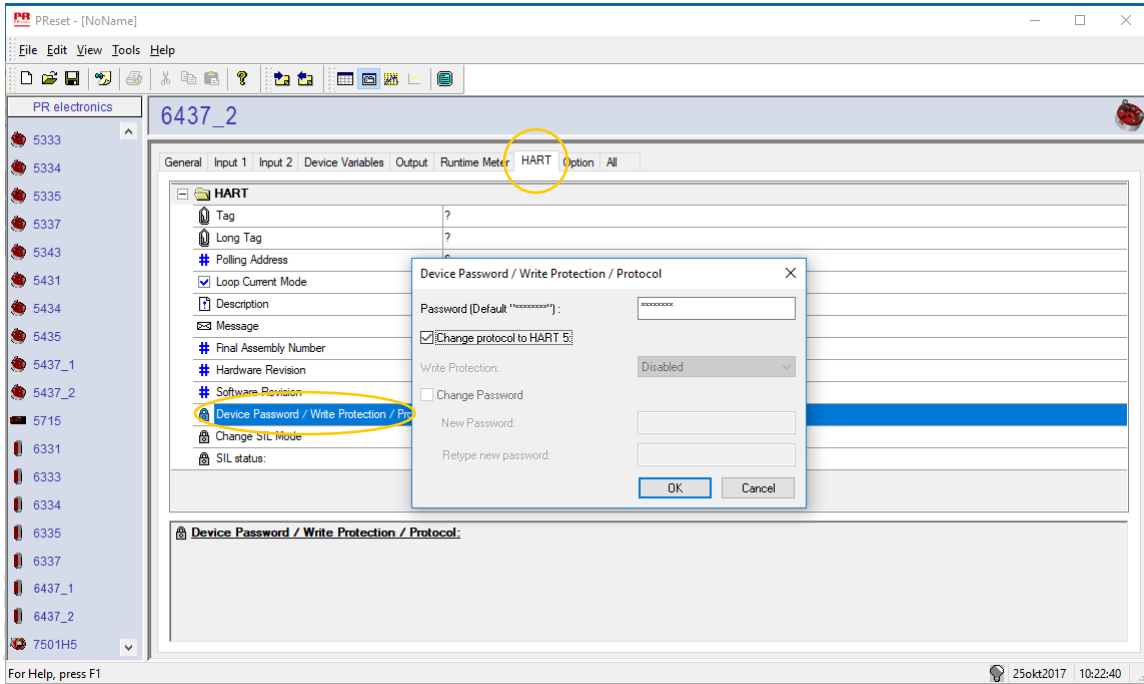 PR PReset - [NoName]
File Edit View Tools Help
PR electronics
5333
5334
5335
5337
5343
5431
5434
5435
5437_1
5437_2
5715
6331
6333
6334
6335
6337
6437_1
6437_2
7501H5
6437_2
General Input 1 Input 2 Device Variables Output Runtime Meter HART Option All
HART
Tag ?
Long Tag ?
Polling Address
Loop Current Mode
Description
Message
Final Assembly Number
Hardware Revision
Software Revision
Device Password / Write Protection / Pro
Change SIL Mode
SIL status:
Device Password / Write Protection / Protocol
Password (Default "********") : ********
Change protocol to HART 5:
Write Protection: Disabled
Change Password
New Password:
Retype new password:
OK Cancel
Device Password / Write Protection / Protocol:
For Help, press F1 25okt2017 10:22:40